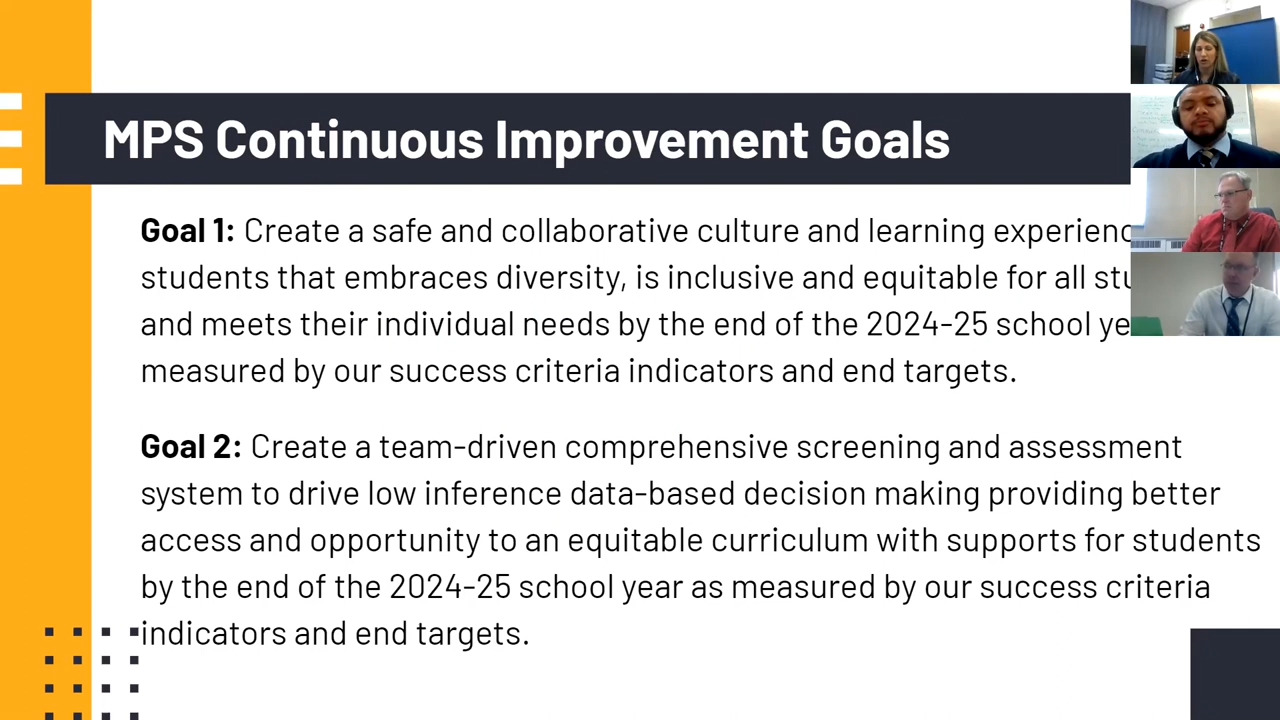 MPS Continuous Improvement Goals
Goal 1: Create a safe and collaborative culture and learning
students that embraces diversity, is inclusive and equitable for all
and meets their individual needs by the end of the 2024-25 school
measured by our success criteria indicators and end targets.
Goal 2: Create a team-driven comprehensive screening and assessment
system to drive low inference data-based decision making providing better
access and opportunity to an equitable curriculum with supports for students
by the end of the 2024-25 school year as measured by our success criteria
indicators and end targets.